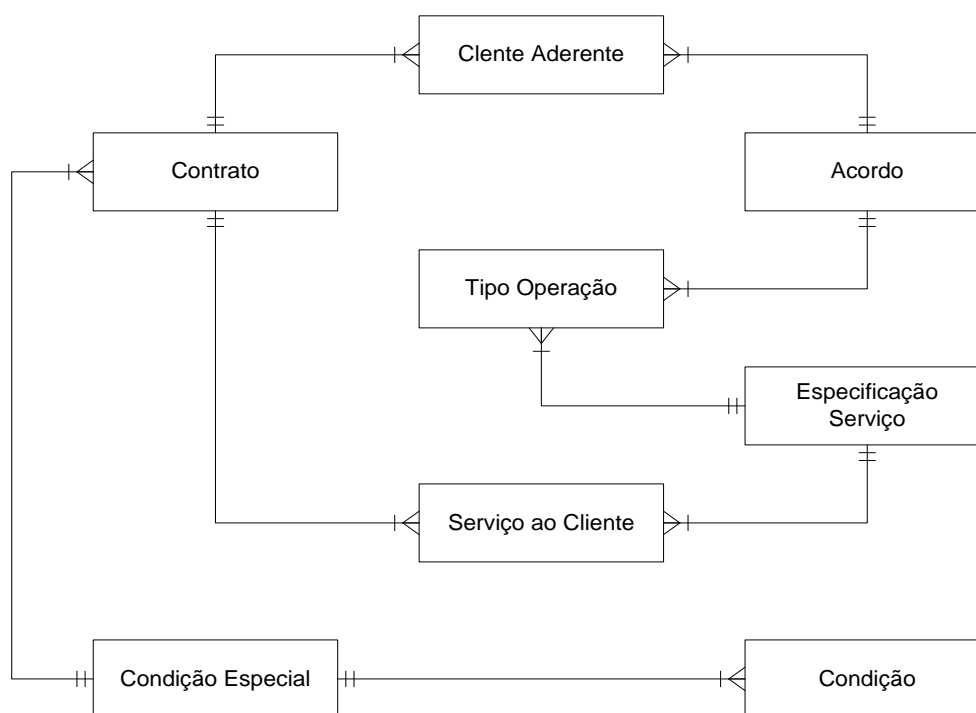 Clente Aderente
Contrato
Acordo
Tipo Operação
Especificação
Serviço
Serviço ao Cliente
Condição Especial
Condição